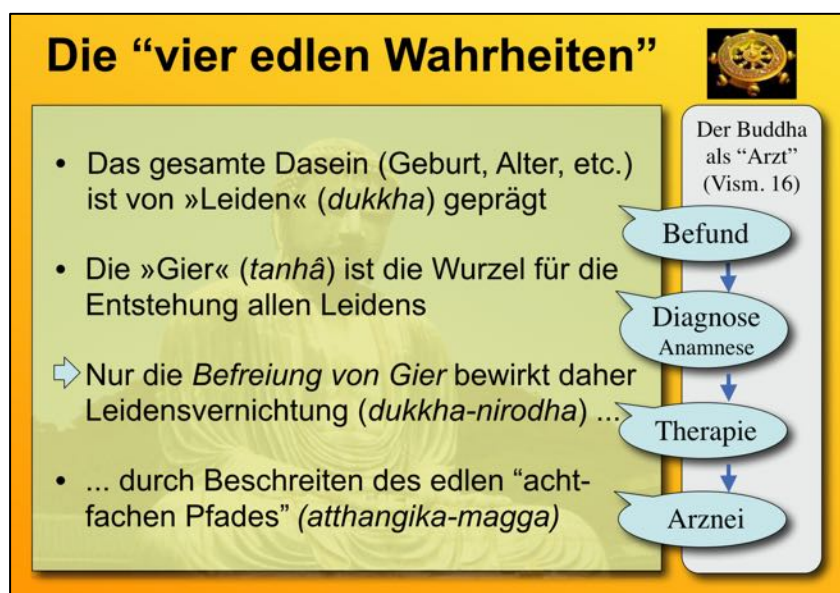 Die “vier edlen Wahrheiten”
• Das gesamte Dasein (Geburt, Alter, etc.)
ist von »Leiden« (dukkha) geprägt
• Die »Gier« (tanhâ) ist die Wurzel für die
Entstehung allen Leidens
Nur die Befreiung von Gier bewirkt daher
Leidensvernichtung (dukkha-nirodha) ...
• ... durch Beschreiten des edlen “acht-
fachen Pfades” (atthangika-magga)
Der Buddha
als “Arzt”
(Vism. 16)
Befund
Diagnose
Anamnese
Therapie
Arznei